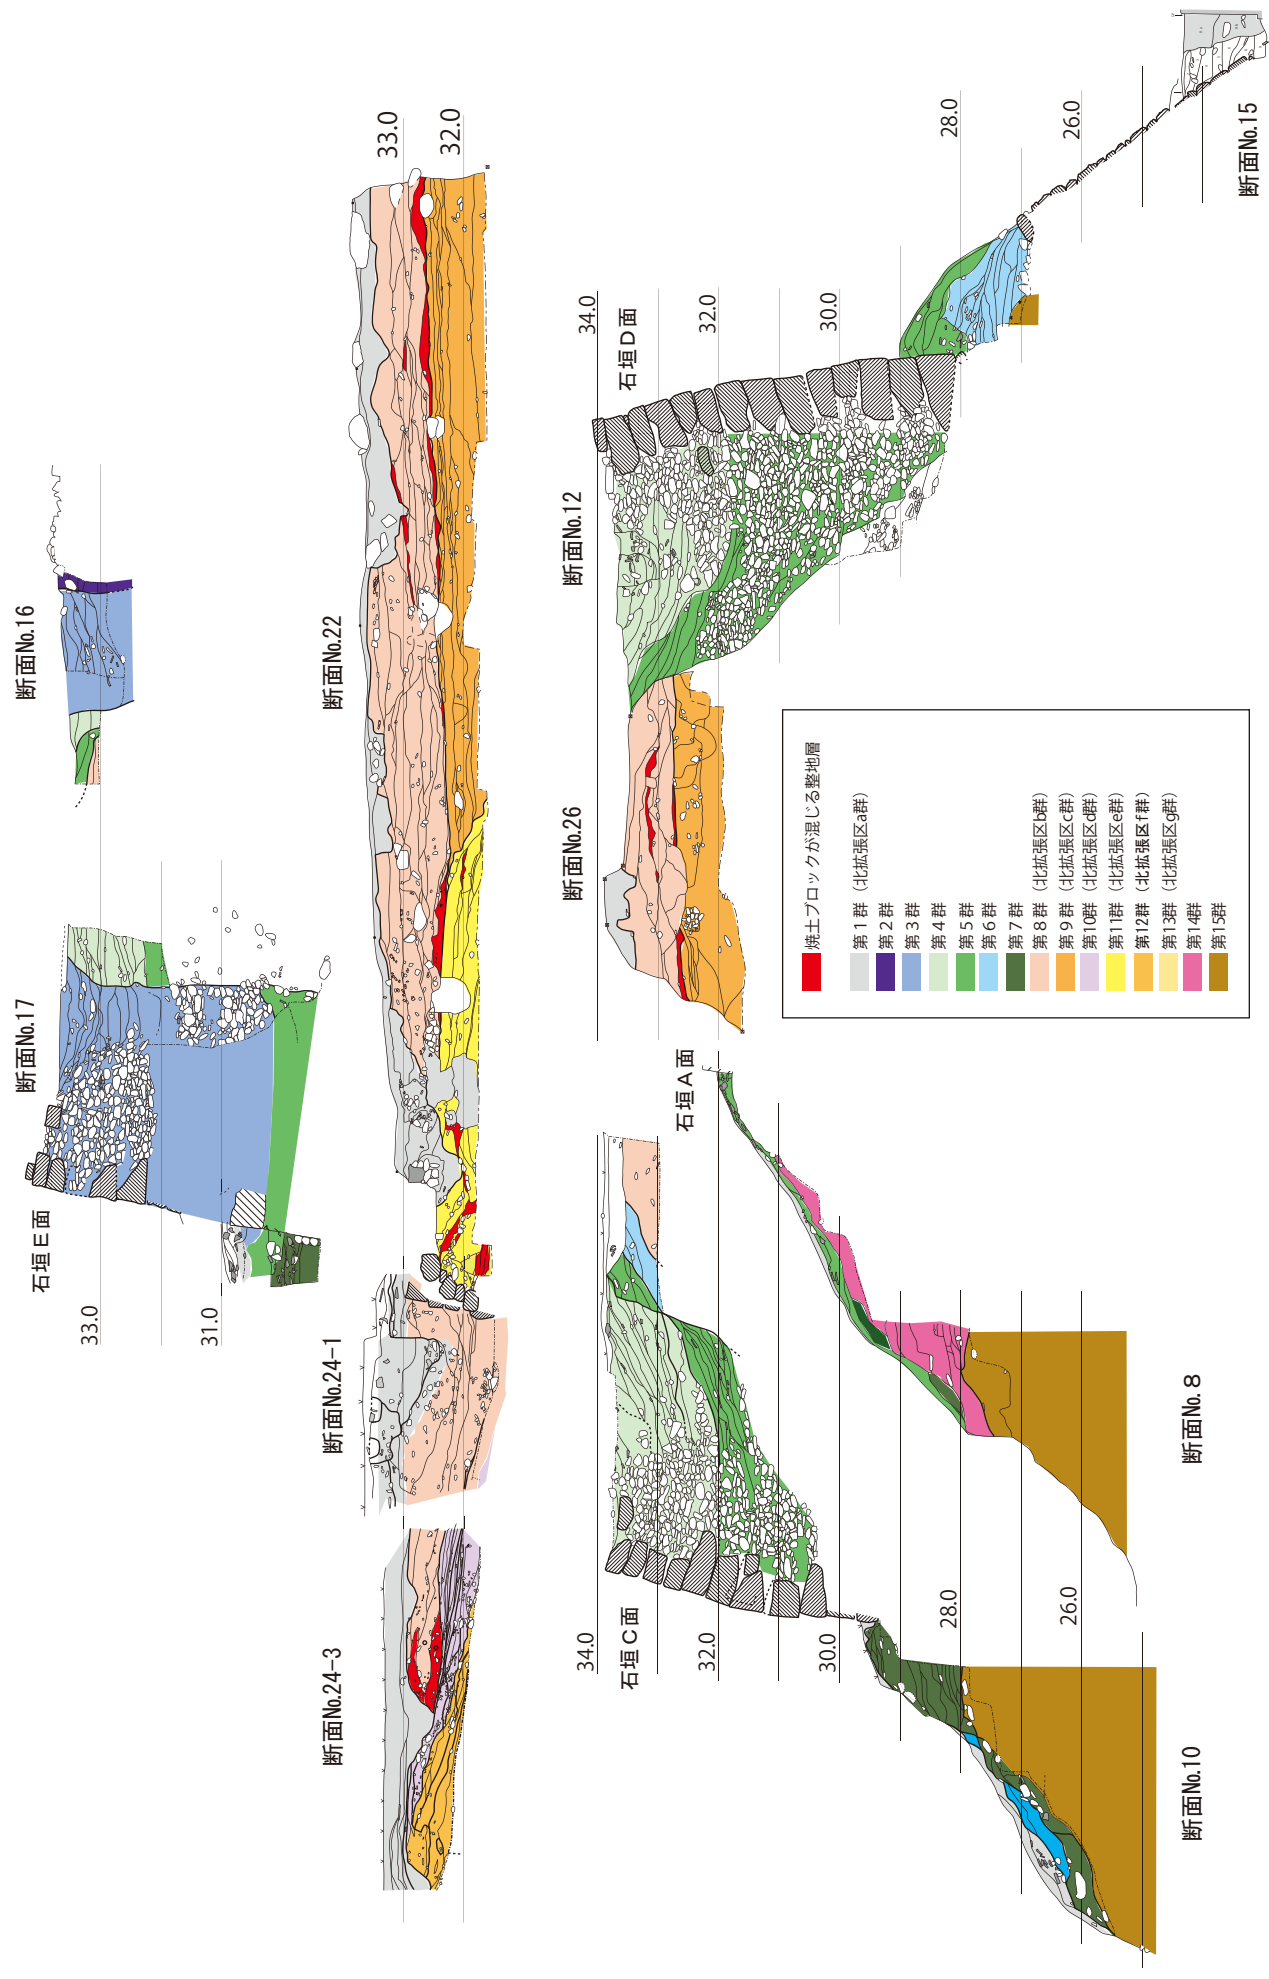 断面No.16
断面No.17
石垣E面
33.0
31.0
断面No.22
33.0
32.0
断面No.24-1
断面No.24-3
断面No.12
石垣D面
34.0
32.0
30.0
断面No.26
28.0
26.0
断面No.15
石垣A面
石垣C面
34.0
32.0
30.0
28.0
26.0
断面No. 8
断面No.10
焼土ブロックが混じる整地層
第1群（北拡張区a群）
第2群
第3群
第4群
第5群
第6群
第7群
第8群（北拡張区b群）
第9群（北拡張区c群）
第10群（北拡張区d群）
第11群（北拡張区e群）
第12群（北拡張区f群）
第13群（北拡張区g群）
第14群
第15群